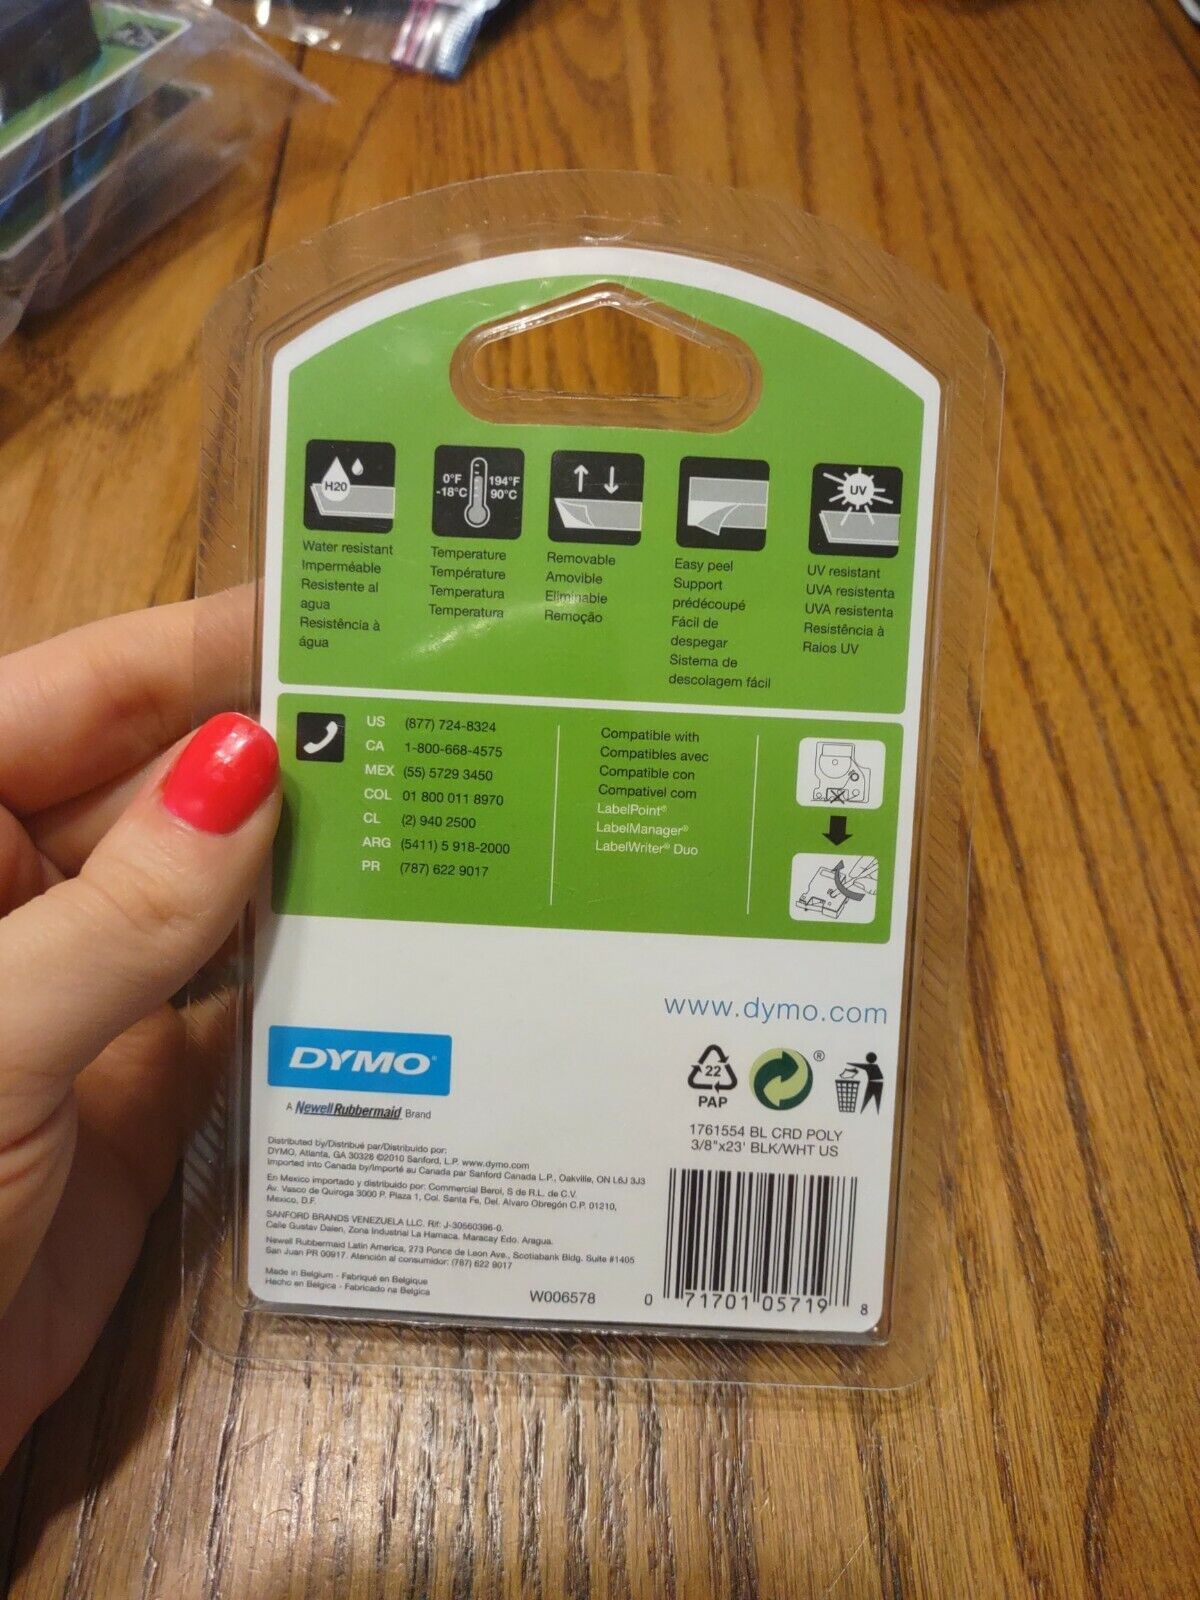 H20
0°F 194°F
-18°C 90°C
UV
Water resistant
Imperméable
Resistente al
agua
Resistência à
água
Temperature
Température
Temperatura
Temperatura
Removable
Amovible
Eliminable
Remoção
Easy peel
Support
prédécoupé
Fácil de
despegar
Sistema de
descolagem fácil
UV resistant
UVA resistenta
UVA resistenta
Resistência à
Raios UV
US (877) 724-8324
CA 1-800-668-4575
MEX (55) 5729 3450
COL 01 800 011 8970
CL (2) 940 2500
ARG (5411) 5 918-2000
PR (787) 622 9017
Compatible with
Compatibles avec
Compatible con
Compativel com
LabelPoint®
LabelManager®
LabelWriter® Duo
www.dymo.com
DYMO®
A NewellRubbermaid Brand
22
PAP
®
1761554 BL CRD POLY
3/8"x23' BLK/WHT US
Distributed by/Distribué par/Distribuido por:
DYMO, Atlanta, GA 30328 ©2010 Sanford, L.P. www.dymo.com
Imported into Canada by/Importé au Canada par Sanford Canada L.P., Oakville, ON L6J 3J3
En Mexico importado y distribuido por: Commercial Berol, S de R.L. de C.V.
Av. Vasco de Quiroga 3000 P. Plaza 1, Col. Santa Fe, Del. Alvaro Obregón C.P. 01210,
Mexico, D.F.
SANFORD BRANDS VENEZUELA LLC. Rif: J-30560396-0.
Calle Gustav Dalen, Zona Industrial La Hamaca. Maracay Edo. Aragua.
Newell Rubbermaid Latin America, 273 Ponce de Leon Ave., Scotiabank Bldg. Suite #1405
San Juan PR 00917. Atención al consumidor: (787) 622 9017
Made in Belgium - Fabriqué en Belgique
Hecho en Belgica - Fabricado na Belgica
W006578
0 71701 05719 8